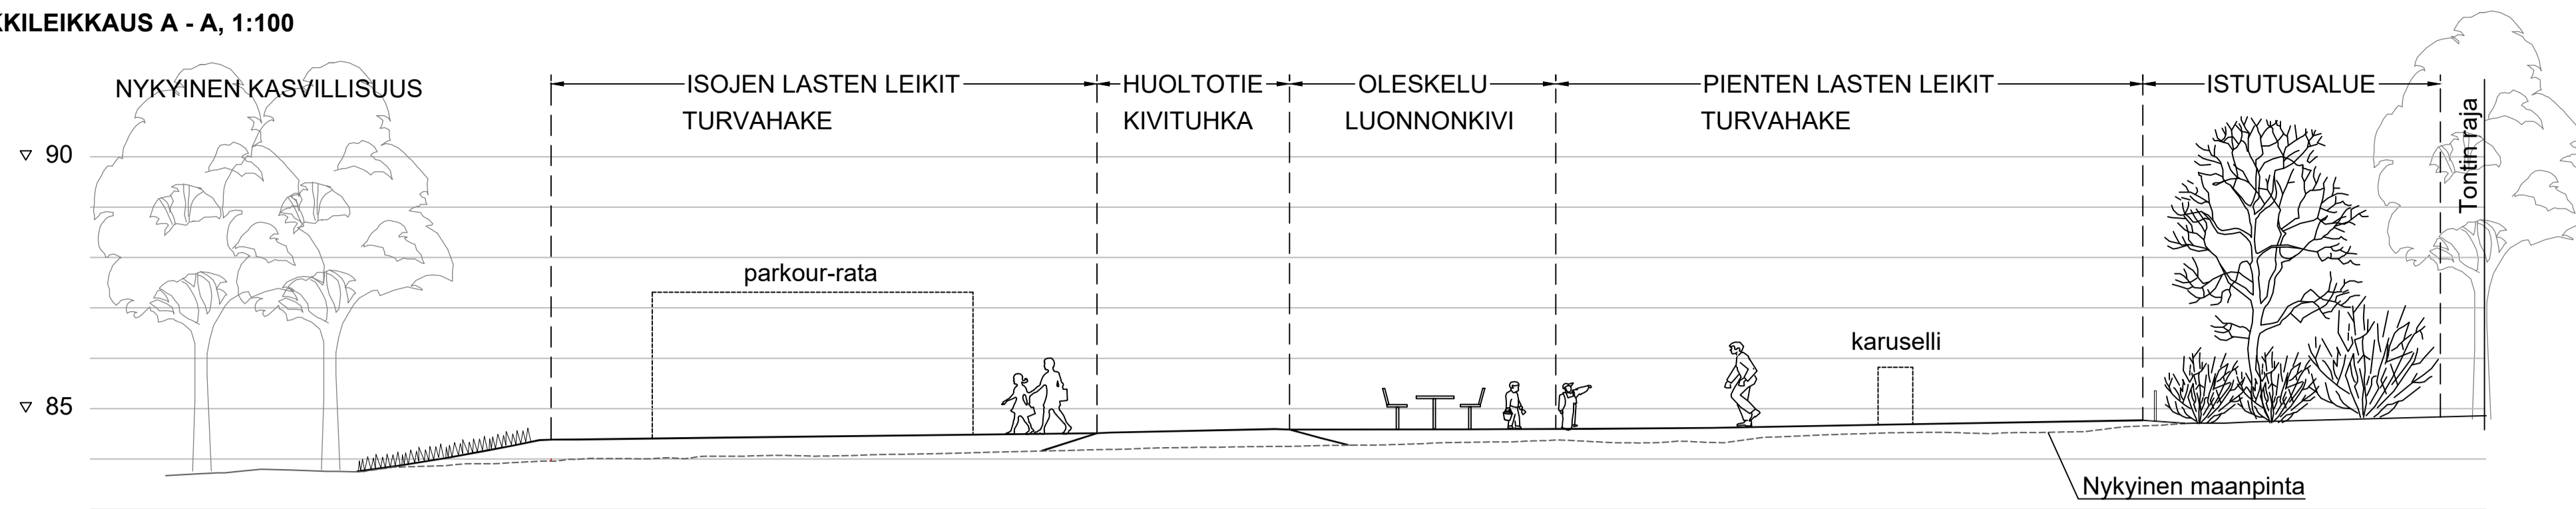 KKILEIKKAUS A - A, 1:100
NYKYINEN KASVILLISUUS
ISOJEN LASTEN LEIKIT
TURVAHAKE
HUOLTOTIE
KIVITUHKA
OLESKELU
LUONNONKIVI
PIENTEN LASTEN LEIKIT
TURVAHAKE
ISTUTUSALUE
Tontin raja
90
parkour-rata
karuselli
85
Nykyinen maanpinta